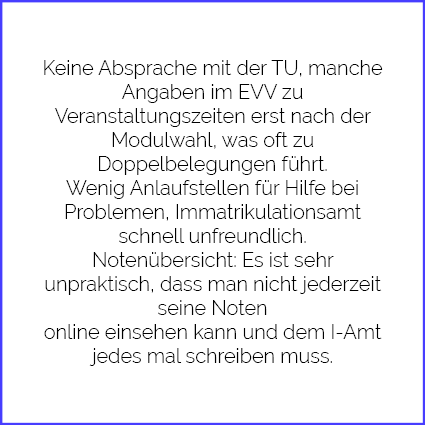 Keine Absprache mit der TU, manche
Angaben im EVV zu
Veranstaltungszeiten erst nach der
Modulwahl, was oft zu
Doppelbelegungen führt.
Wenig Anlaufstellen für Hilfe bei
Problemen, Immatrikulationsamt
schnell unfreundlich.
Notenübersicht: Es ist sehr
unpraktisch, dass man nicht jederzeit
seine Noten
online einsehen kann und dem I-Amt
jedes mal schreiben muss.